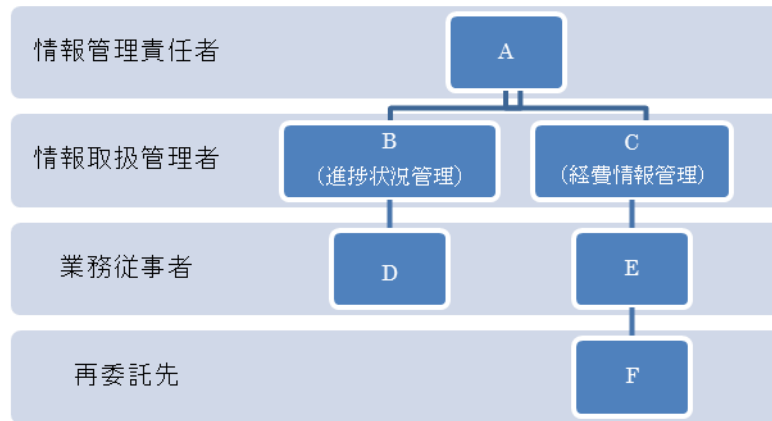 情報管理責任者
A
情報取扱管理者
B
(進捗状況管理)
C
(経費情報管理)
業務従事者
D
E
再委託先
F